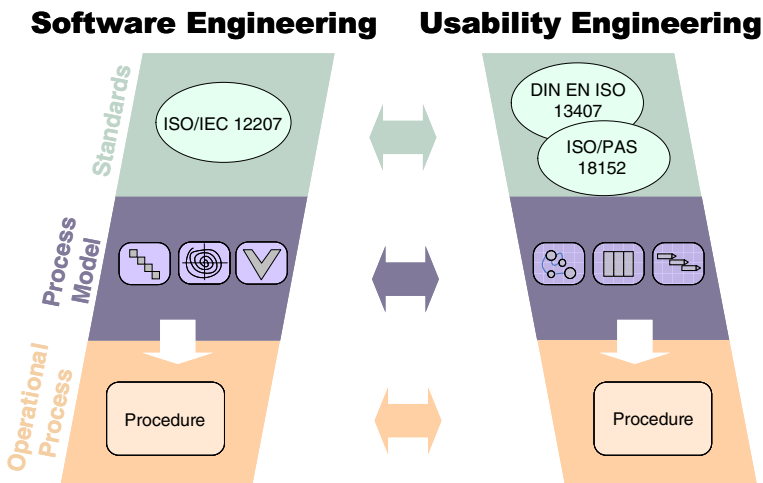 Software Engineering
Usability Engineering
Standards
ISO/IEC 12207
DIN EN ISO
13407
ISO/PAS
18152
Process
Model
Operational
Process
Procedure
Procedure